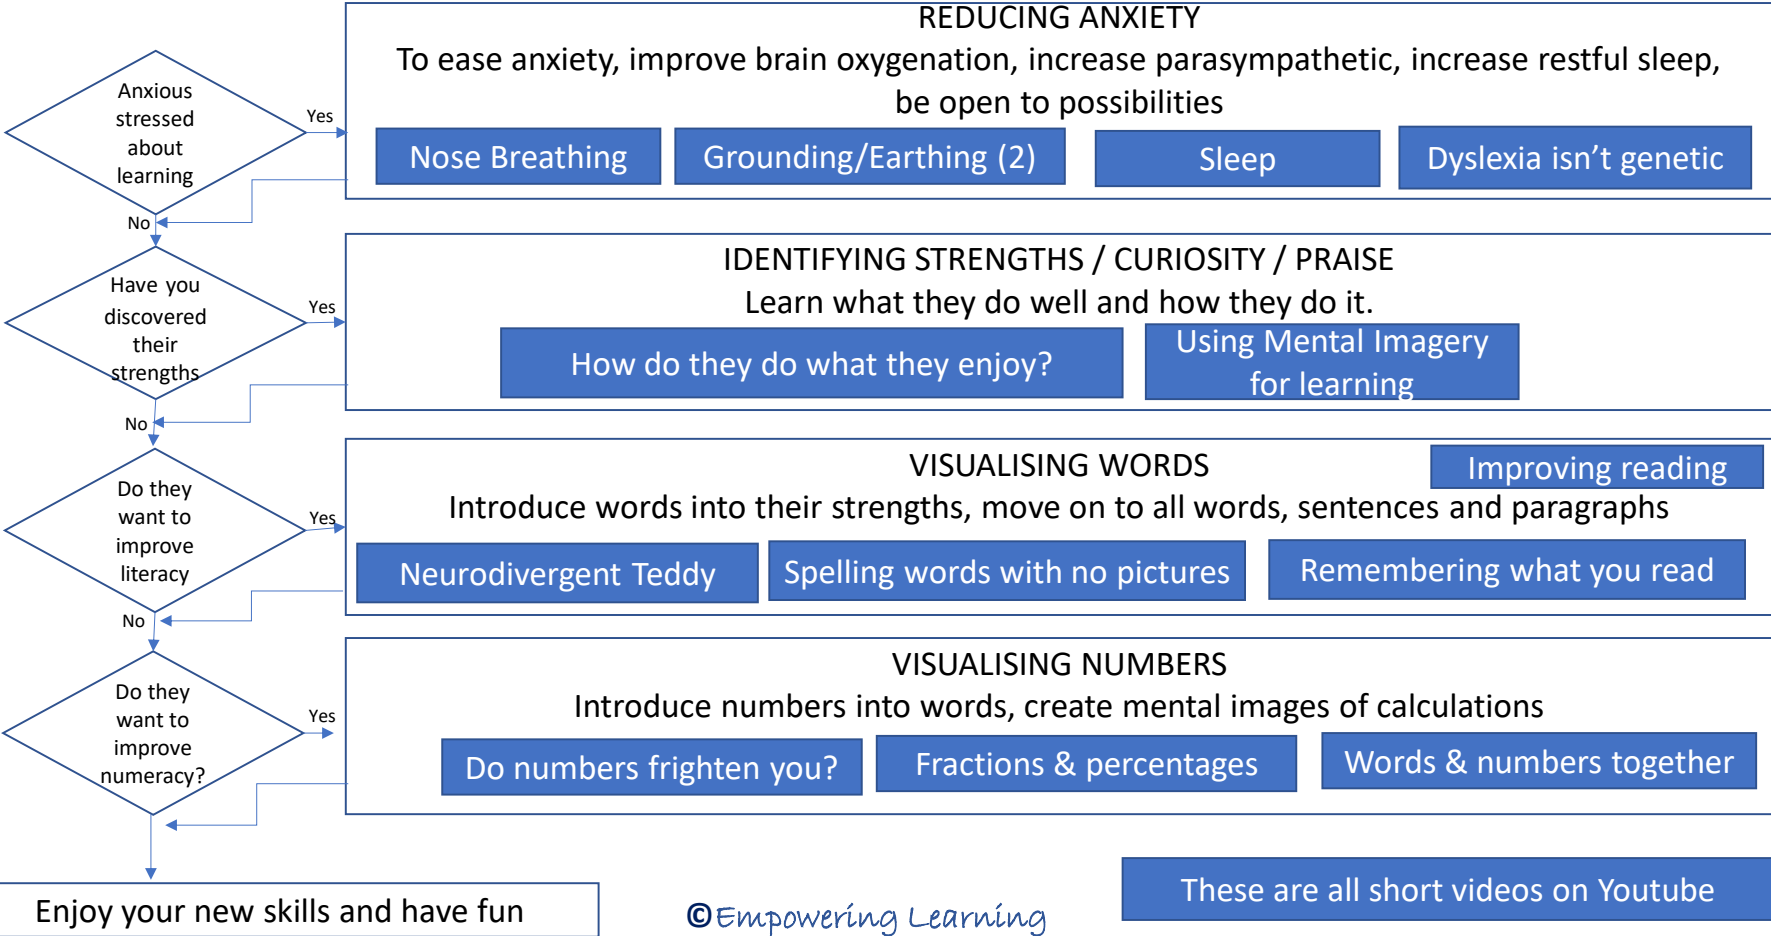 REDUCING ANXIETY
To ease anxiety, improve brain oxygenation, increase parasympathetic, increase restful sleep,
be open to possibilities
Anxious
stressed
about
learning
Yes
Nose Breathing
Grounding/Earthing (2)
Sleep
Dyslexia isn’t genetic
No
IDENTIFYING STRENGTHS / CURIOSITY / PRAISE
Learn what they do well and how they do it.
Have you
discovered
their
strengths
Yes
How do they do what they enjoy?
Using Mental Imagery
for learning
No
VISUALISING WORDS
Improving reading
Introduce words into their strengths, move on to all words, sentences and paragraphs
Do they
want to
improve
literacy
Yes
Neurodivergent Teddy
Spelling words with no pictures
Remembering what you read
No
VISUALISING NUMBERS
Introduce numbers into words, create mental images of calculations
Do they
want to
improve
numeracy?
Yes
Do numbers frighten you?
Fractions & percentages
Words & numbers together
These are all short videos on Youtube
Enjoy your new skills and have fun
©Empowering Learning